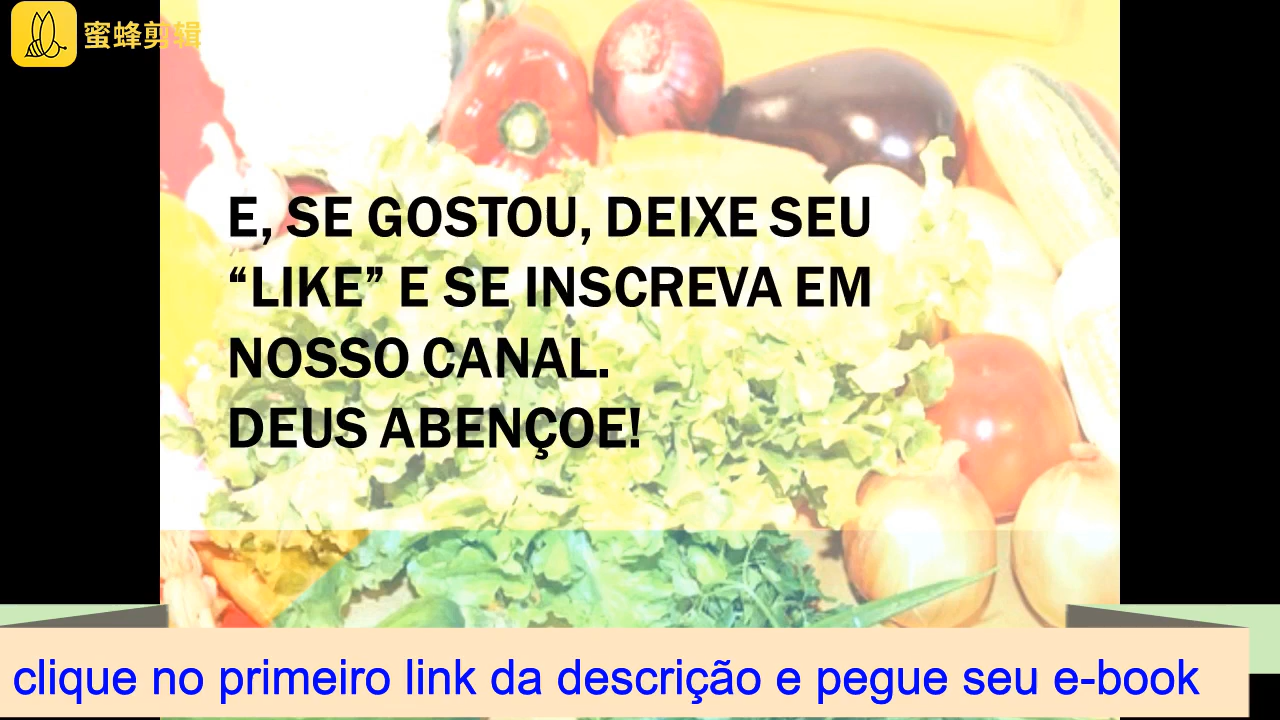 蜜蜂剪辑
E, SE GOSTOU, DEIXE SEU
“LIKE” E SE INSCREVA EM
NOSSO CANAL.
DEUS ABENÇOE!
clique no primeiro link da descrição e pegue seu e-book